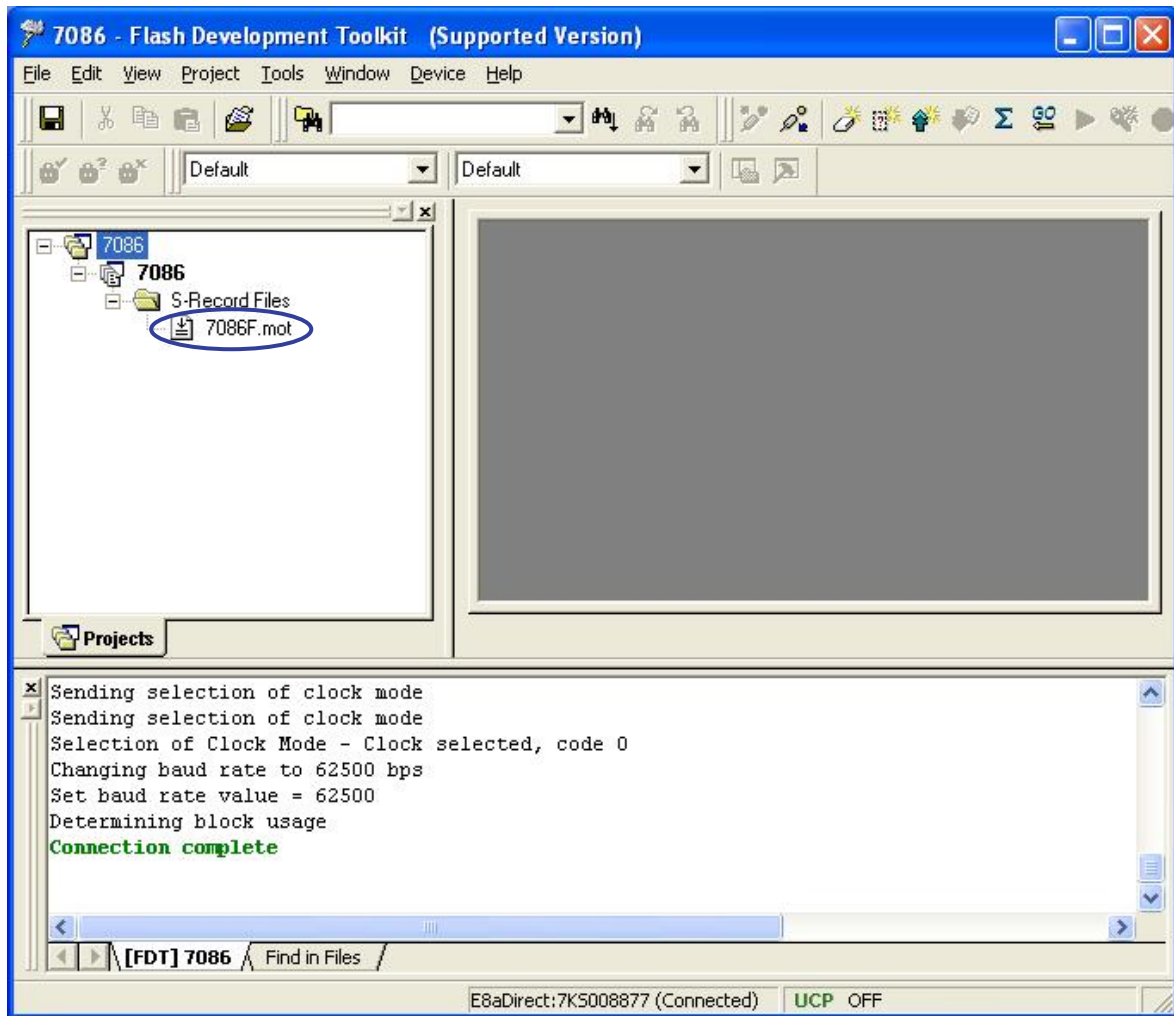 7086 - Flash Development Toolkit (Supported Version)
File Edit View Project Tools Window Device Help
GO
Default Default
7086
7086
S-Record Files
7086F.mot
Projects
Sending selection of clock mode
Sending selection of clock mode
Selection of Clock Mode - Clock selected, code 0
Changing baud rate to 62500 bps
Set baud rate value = 62500
Determining block usage
Connection complete
[FDT] 7086 Find in Files
E8aDirect:7KS008877 (Connected) UCP OFF